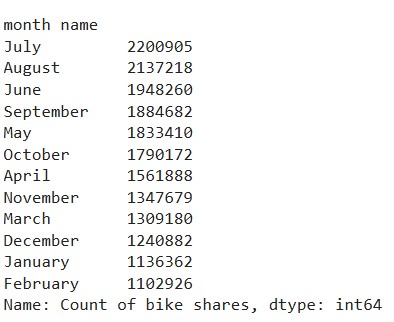 month name
July 2200905
August 2137218
June 1948260
September 1884682
May 1833410
October 1790172
April 1561888
November 1347679
March 1309180
December 1240882
January 1136362
February 1102926
Name: Count of bike shares, dtype: int64